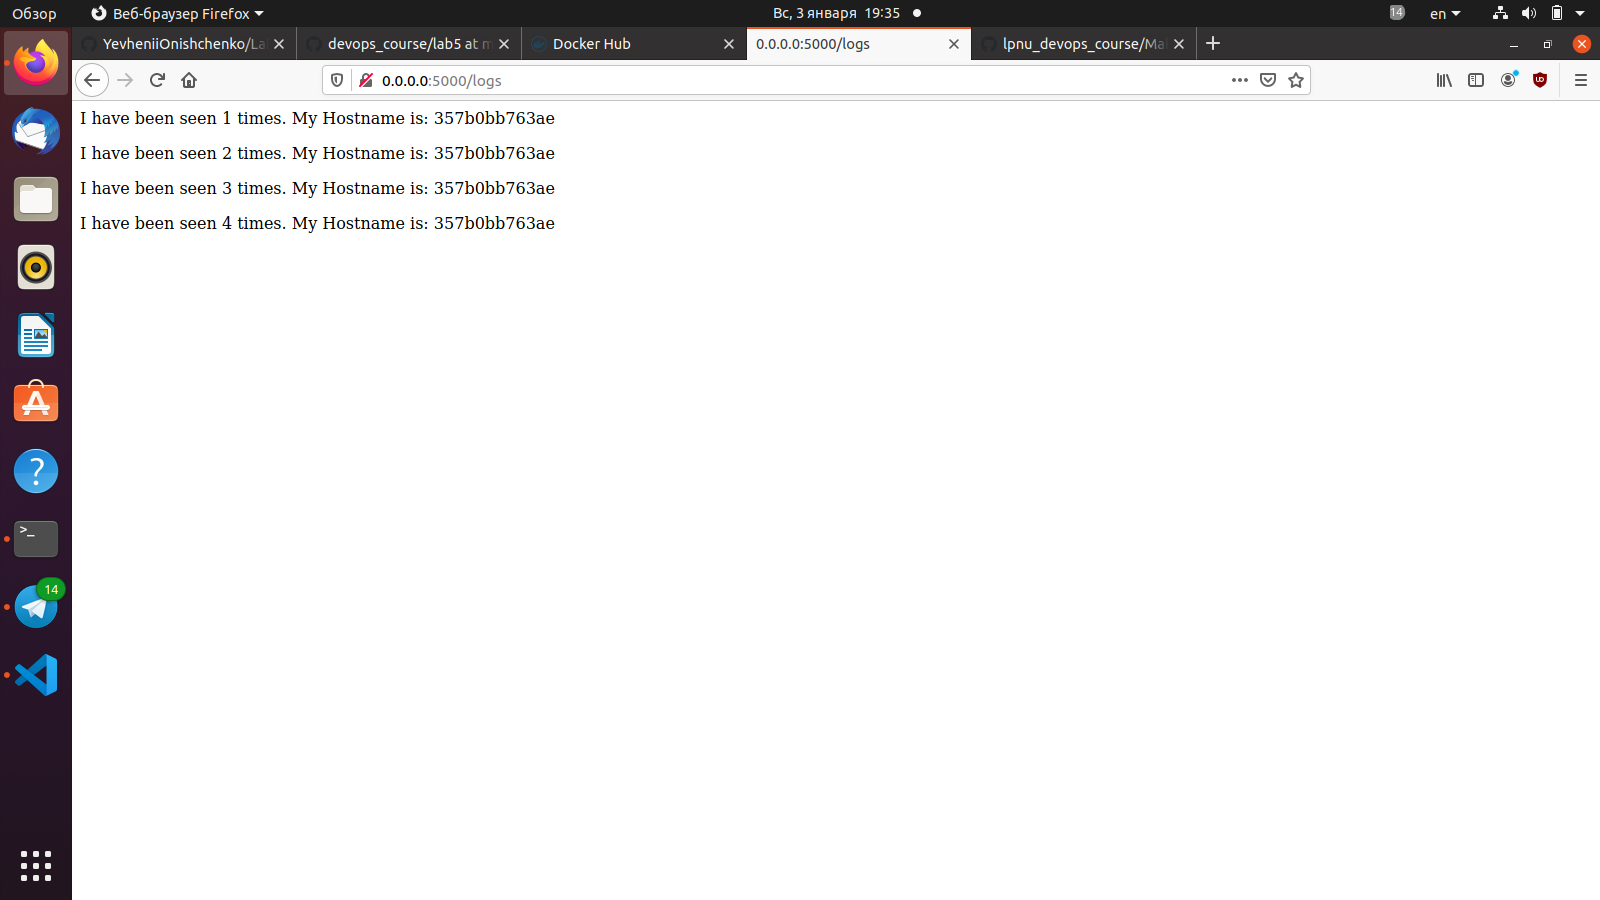 Обзор
Веб-браузер Firefox
Вс, 3 января 19:35
14
en
YevheniiOnishchenko/La
devops_course/lab5 at m
Docker Hub
0.0.0.0:5000/logs
lpnu_devops_course/Mal
0.0.0.0:5000/logs
I have been seen 1 times. My Hostname is: 357b0bb763ae
I have been seen 2 times. My Hostname is: 357b0bb763ae
I have been seen 3 times. My Hostname is: 357b0bb763ae
I have been seen 4 times. My Hostname is: 357b0bb763ae
?
>_
14